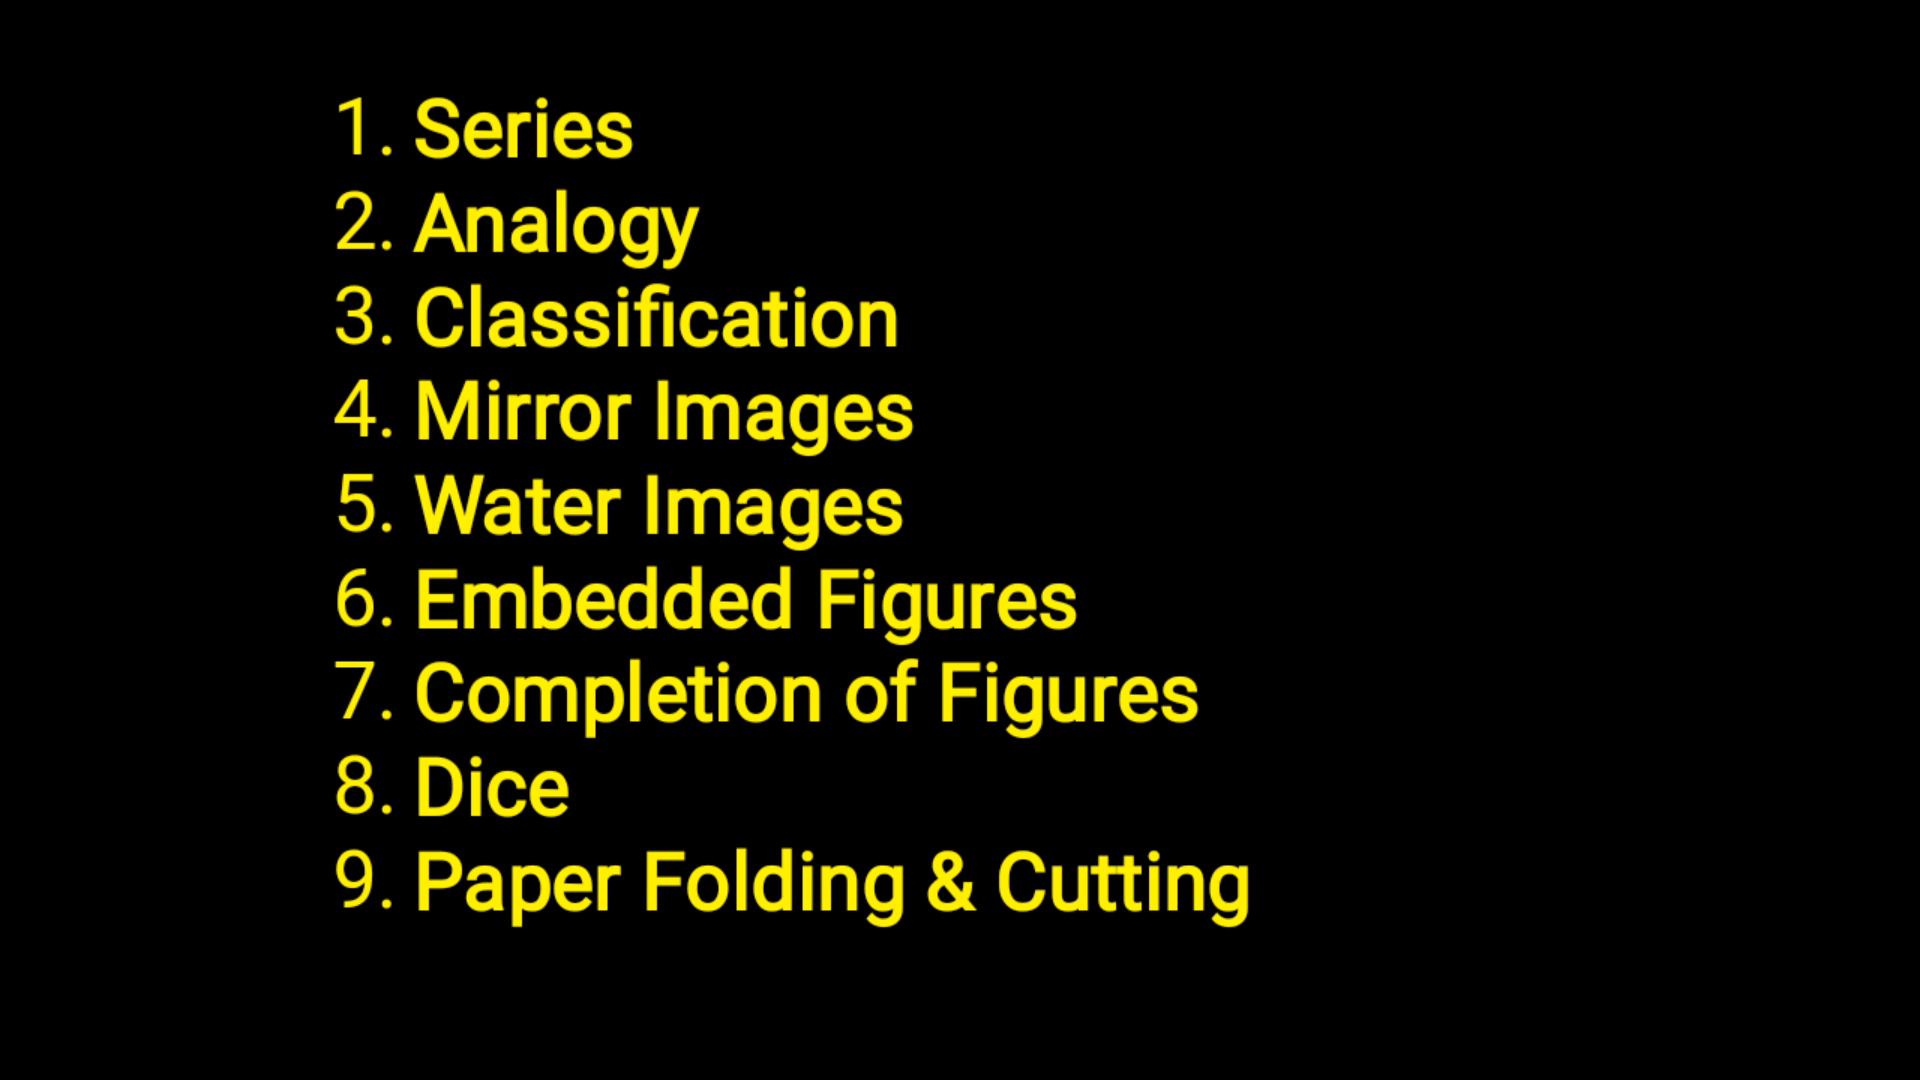 1. Series
2. Analogy
3. Classification
4. Mirror Images
5. Water Images
6. Embedded Figures
7. Completion of Figures
8. Dice
9. Paper Folding & Cutting